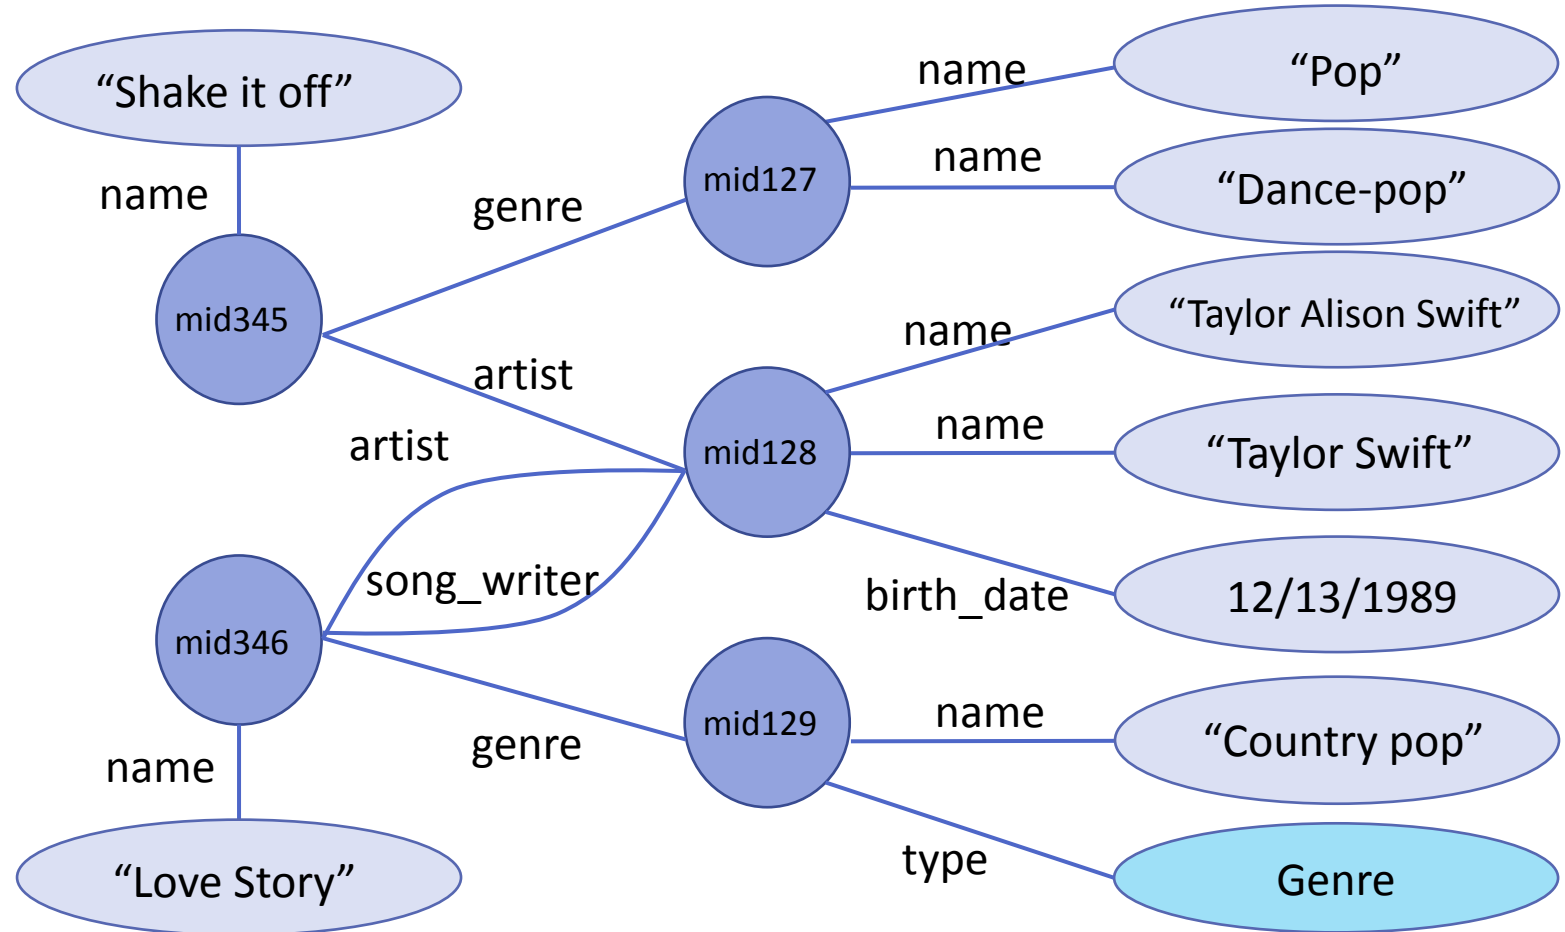 “Shake it off”
name
mid345
genre
artist
artist
song_writer
mid346
genre
name
“Love Story”
mid127
name
“Pop”
name
“Dance-pop”
mid128
name
“Taylor Alison Swift”
name
“Taylor Swift”
birth_date
12/13/1989
mid129
name
“Country pop”
type
Genre